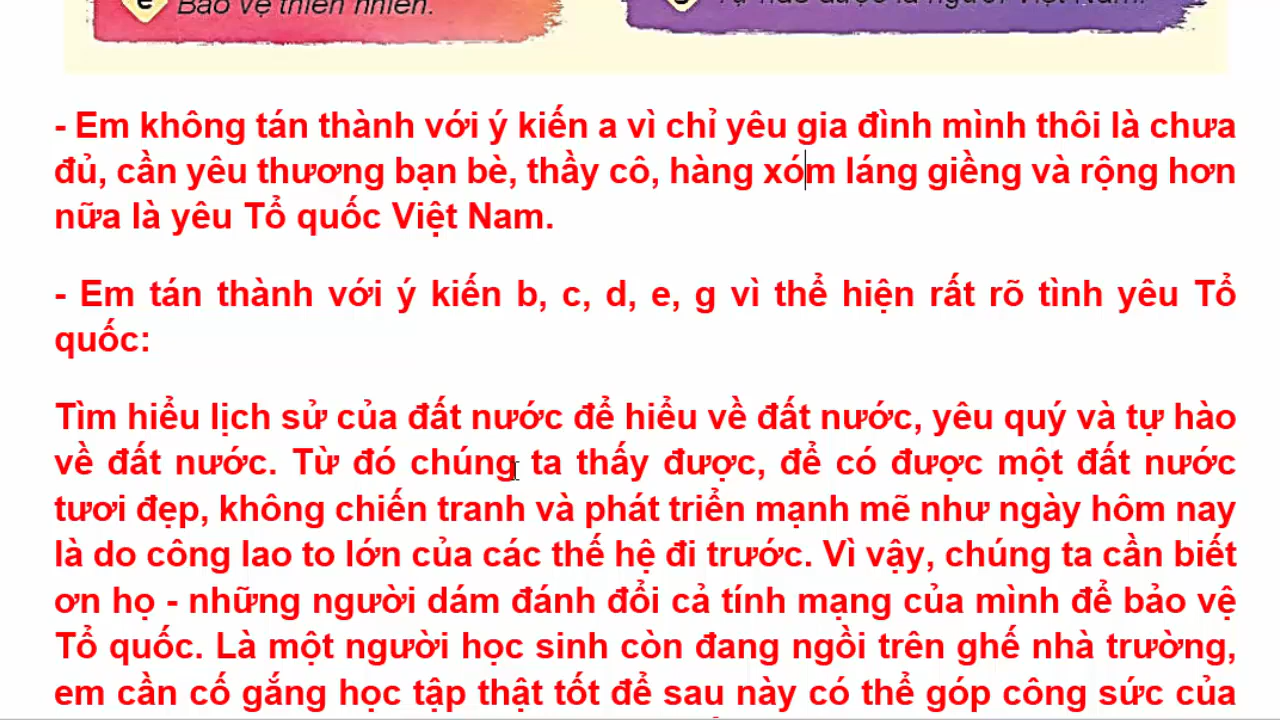 e Bảo vệ thiên nhiên.
g Tự hào được là người Việt Nam.
- Em không tán thành với ý kiến a vì chỉ yêu gia đình mình thôi là chưa
đủ, cần yêu thương bạn bè, thầy cô, hàng xóm láng giềng và rộng hơn
nữa là yêu Tổ quốc Việt Nam.
- Em tán thành với ý kiến b, c, d, e, g vì thể hiện rất rõ tình yêu Tổ
quốc:
Tìm hiểu lịch sử của đất nước để hiểu về đất nước, yêu quý và tự hào
về đất nước. Từ đó chúng ta thấy được, để có được một đất nước
tươi đẹp, không chiến tranh và phát triển mạnh mẽ như ngày hôm nay
là do công lao to lớn của các thế hệ đi trước. Vì vậy, chúng ta cần biết
ơn họ - những người dám đánh đổi cả tính mạng của mình để bảo vệ
Tổ quốc. Là một người học sinh còn đang ngồi trên ghế nhà trường,
em cần cố gắng học tập thật tốt để sau này có thể góp công sức của